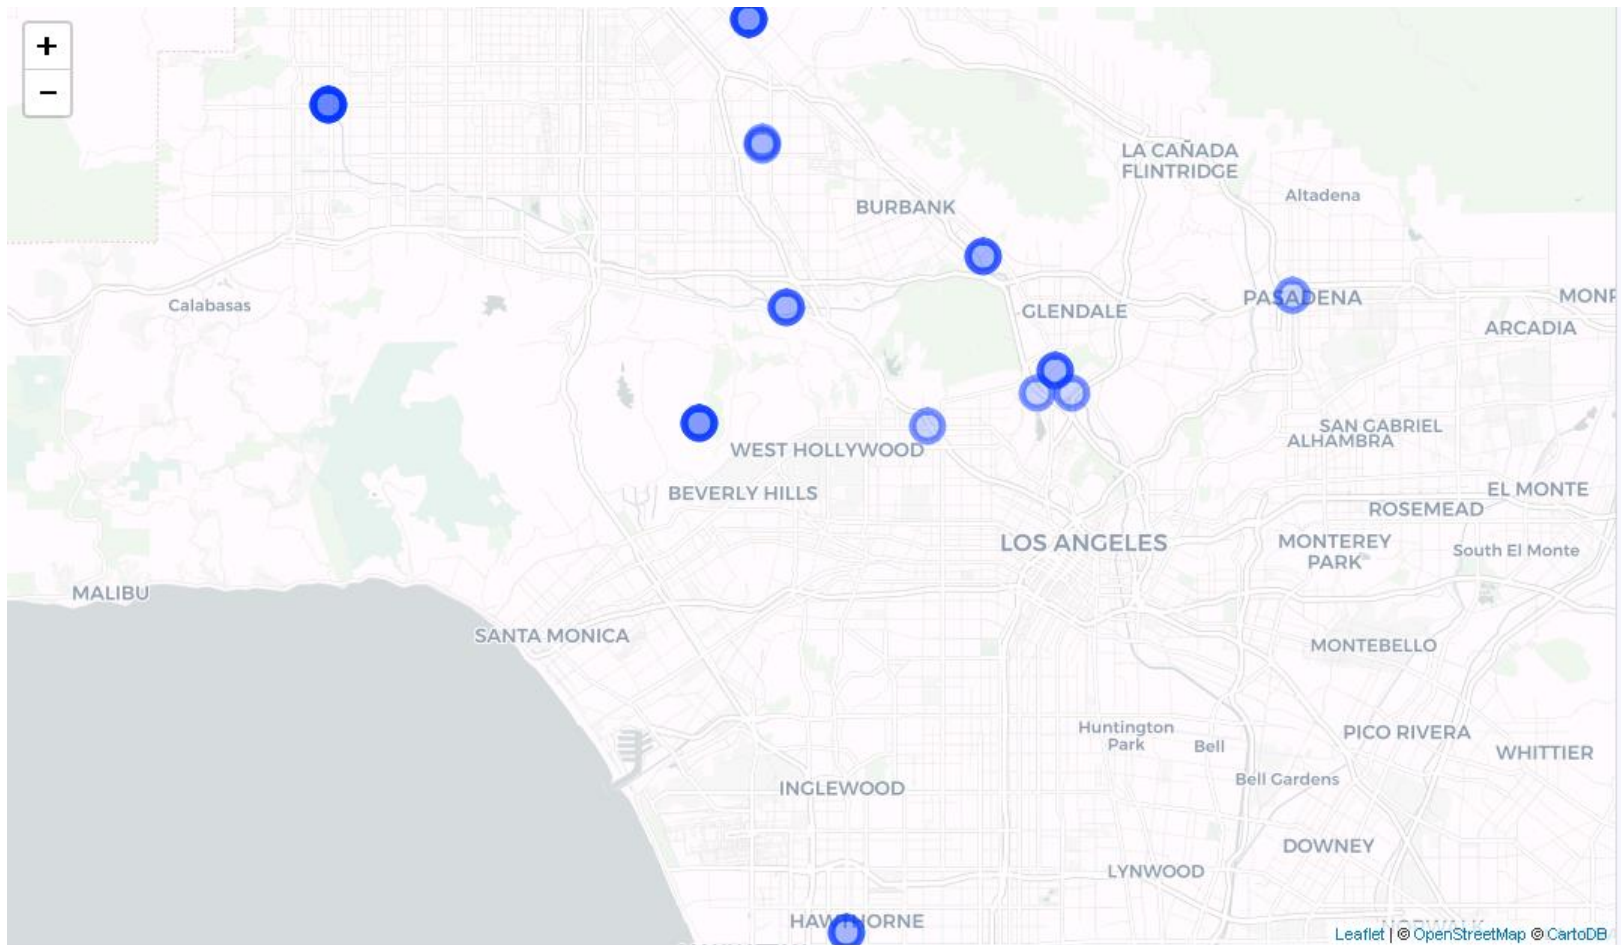 +
−
LA CAÑADA
FLINTRIDGE
Altadena
BURBANK
Calabasas
GLENDALE
PASADENA
ARCADIA
SAN GABRIEL
ALHAMBRA
WEST HOLLYWOOD
BEVERLY HILLS
EL MONTE
ROSEMEAD
LOS ANGELES
MONTEREY
PARK
South El Monte
MALIBU
SANTA MONICA
MONTEBELLO
Huntington
Park
Bell
PICO RIVERA
WHITTIER
Bell Gardens
INGLEWOOD
DOWNEY
LYNWOOD
HAWTHORNE
Leaflet | © OpenStreetMap © CartoDB